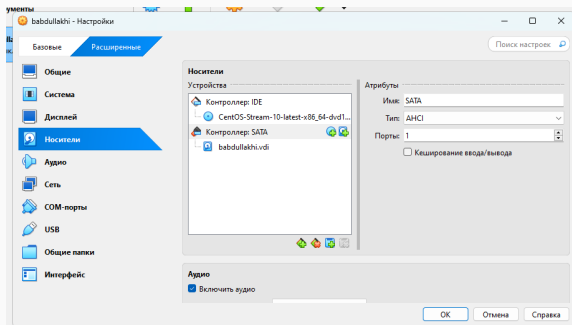 ументы
babdullakhi - Настройки
Базовые
Расширенные
Поиск настроек
Общие
Система
Дисплей
Носители
Аудио
Сеть
COM-порты
USB
Общие папки
Интерфейс
Носители
Устройства
Контроллер: IDE
CentOS-Stream-10-latest-x86_64-dvd1...
Контроллер: SATA
babdullakhi.vdi
Атрибуты
Имя: SATA
Тип: AHCI
Порты: 1
Кеширование ввода/вывода
Аудио
Включить аудио
OK
Отмена
Справка